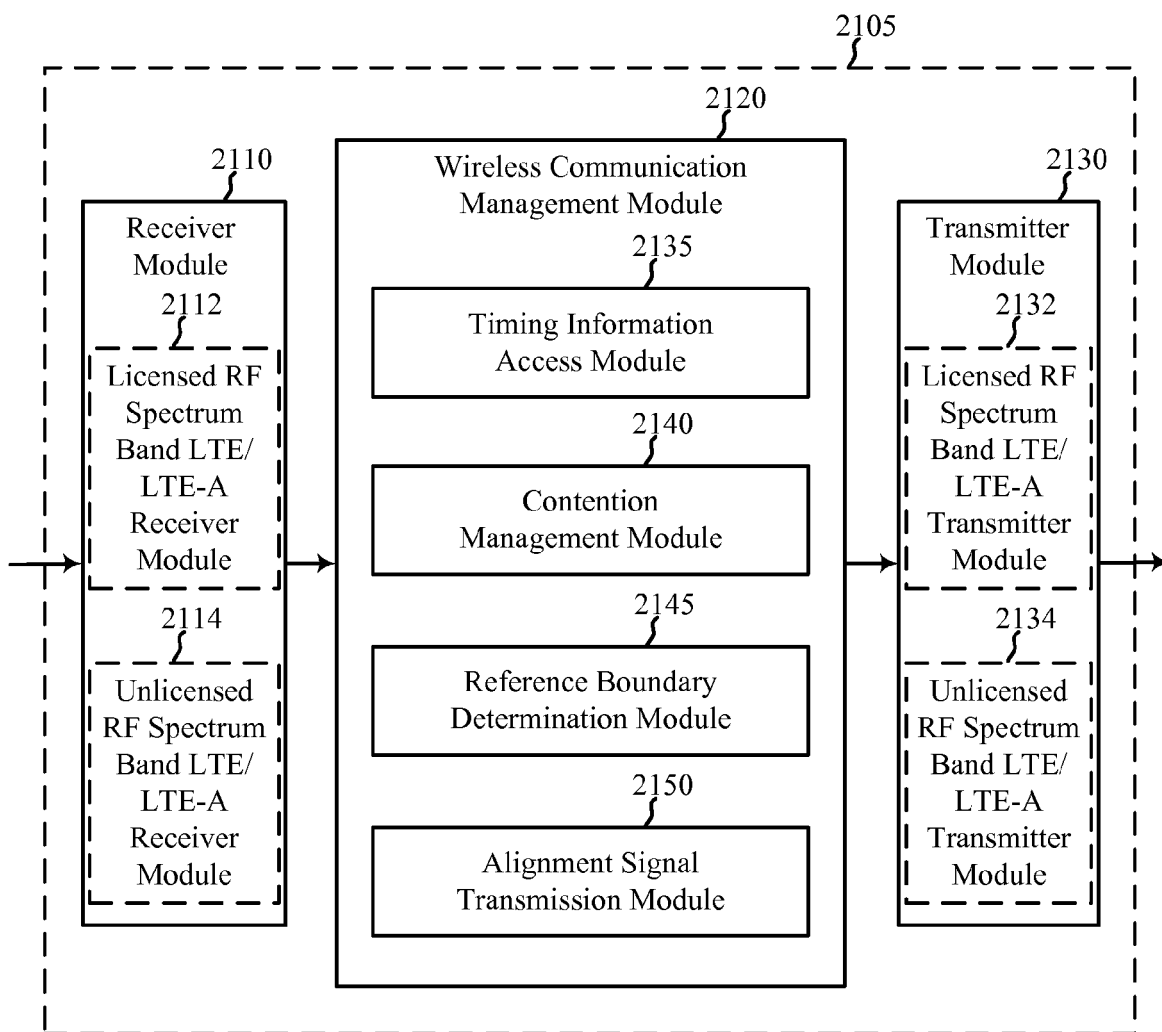 2105
2110
Receiver
Module
2112
Licensed RF
Spectrum
Band LTE/
LTE-A
Receiver
Module
2114
Unlicensed
RF Spectrum
Band LTE/
LTE-A
Receiver
Module
2120
Wireless Communication
Management Module
2135
Timing Information
Access Module
2140
Contention
Management Module
2145
Reference Boundary
Determination Module
2150
Alignment Signal
Transmission Module
2130
Transmitter
Module
2132
Licensed RF
Spectrum
Band LTE/
LTE-A
Transmitter
Module
2134
Unlicensed
RF Spectrum
Band LTE/
LTE-A
Transmitter
Module